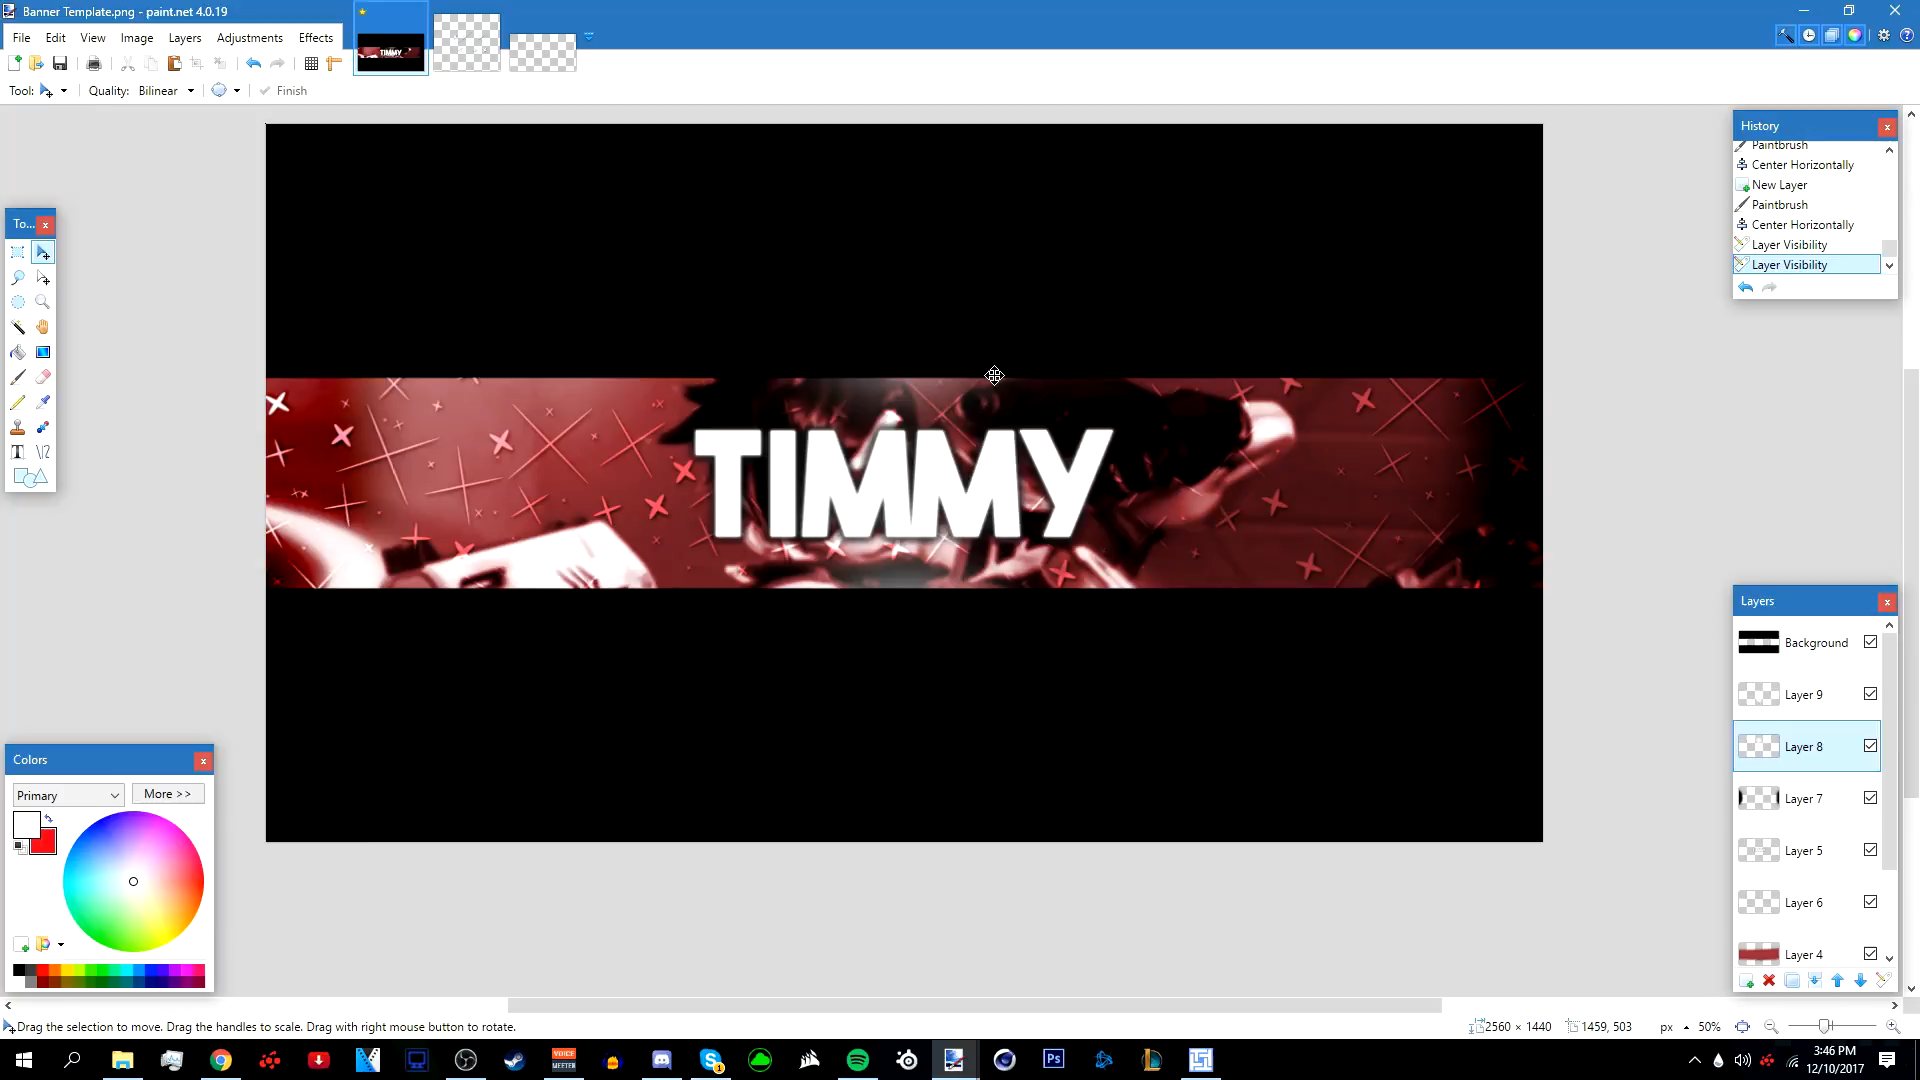 Banner Template.png - paint.net 4.0.19
File Edit View Image Layers Adjustments Effects
Tool: Quality: Bilinear Finish
TIMMY
History
Paintbrush
Center Horizontally
New Layer
Paintbrush
Center Horizontally
Layer Visibility
Layer Visibility
To...
Layers
Background
Layer 9
Layer 8
Layer 7
Layer 5
Layer 6
Layer 4
Colors
Primary
More >>
Drag the selection to move. Drag the handles to scale. Drag with right mouse button to rotate.
2560 × 1440 1459, 503 px 50%
VOICE
MEETER
Ps
3:46 PM
12/10/2017